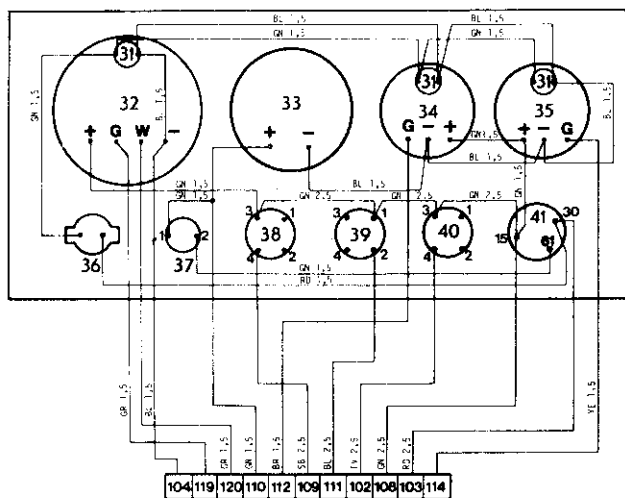 BL 1,5
GN 1,5
BL 1,5
GN 1,5
31
31
31
32
33
34
35
GN 1,5
BL 1,5
BL 1,5
+ G W -
+ -
G - +
+ - G
GN1,5
BL 1,5
GN 1,5
BL 1,5
GN 1,5
GN 1,5
GN 2,5
GN 2,5
GN 2,5
36
1 2
37
3 1
38
4 2
3 1
39
4 2
3 1
40
4 2
41
30
15
61
GN 1,5
RD 1,5
GR 1,5
BL 1,5
GR 1,5
GN 1,5
BR 1,5
SB 2,5
BL 2,5
GN 2,5
RD 2,5
YE 1,5
104 119 120 110 112 109 111 102 108 103 114